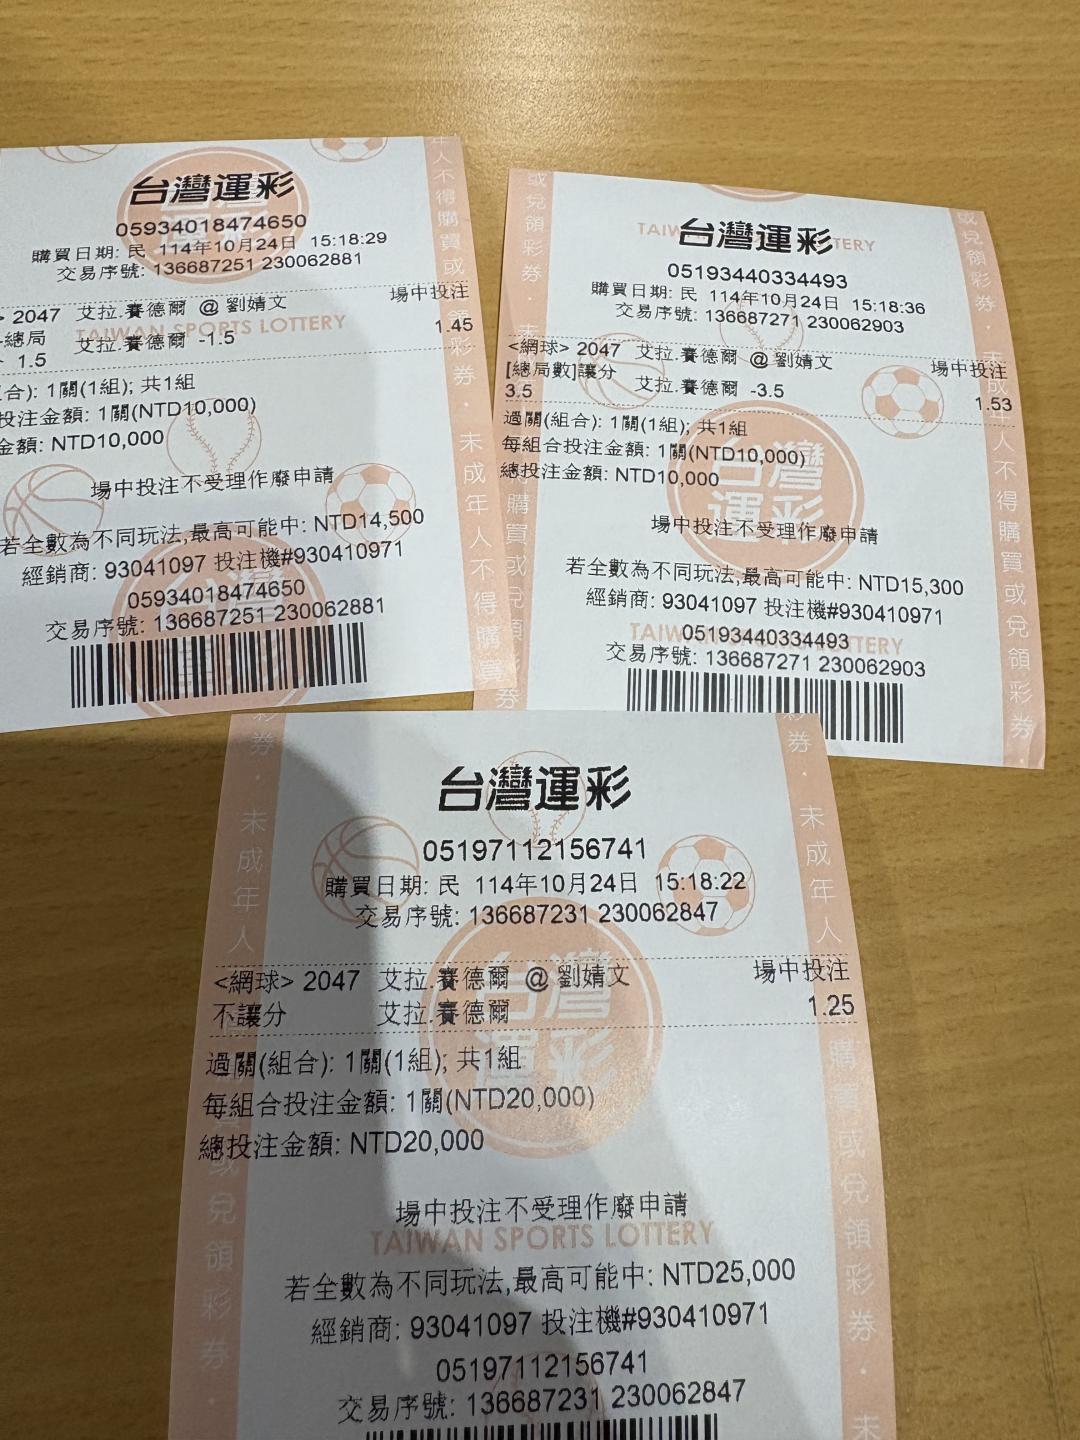 台灣運彩
05934018474650
購買日期: 民 114年10月24日 15:18:29
交易序號: 136687251 230062881
場中投注
> 2047 艾拉.賽德爾 @ 劉婧文
TAIWAN SPORTS LOTTERY
總局 艾拉.賽德爾 -1.5 1.45
1.5
合): 1關(1組); 共1組
投注金額: 1關(NTD10,000)
金額: NTD10,000
場中投注不受理作廢申請
若全數為不同玩法,最高可能中: NTD14,500
經銷商: 93041097 投注機#930410971
05934018474650
交易序號: 136687251 230062881
台灣運彩
05193440334493
購買日期: 民 114年10月24日 15:18:36
交易序號: 136687271 230062903
<網球> 2047 艾拉.賽德爾 @ 劉婧文 場中投注
[總局數]讓分 艾拉.賽德爾 -3.5 1.53
3.5
過關(組合): 1關(1組); 共1組
每組合投注金額: 1關(NTD10,000)
總投注金額: NTD10,000
場中投注不受理作廢申請
若全數為不同玩法,最高可能中: NTD15,300
經銷商: 93041097 投注機#930410971
05193440334493
交易序號: 136687271 230062903
台灣運彩
05197112156741
購買日期: 民 114年10月24日 15:18:22
交易序號: 136687231 230062847
<網球> 2047 艾拉.賽德爾 @ 劉婧文 場中投注
不讓分 艾拉.賽德爾 1.25
過關(組合): 1關(1組); 共1組
每組合投注金額: 1關(NTD20,000)
總投注金額: NTD20,000
場中投注不受理作廢申請
TAIWAN SPORTS LOTTERY
若全數為不同玩法,最高可能中: NTD25,000
經銷商: 93041097 投注機#930410971
05197112156741
交易序號: 136687231 230062847